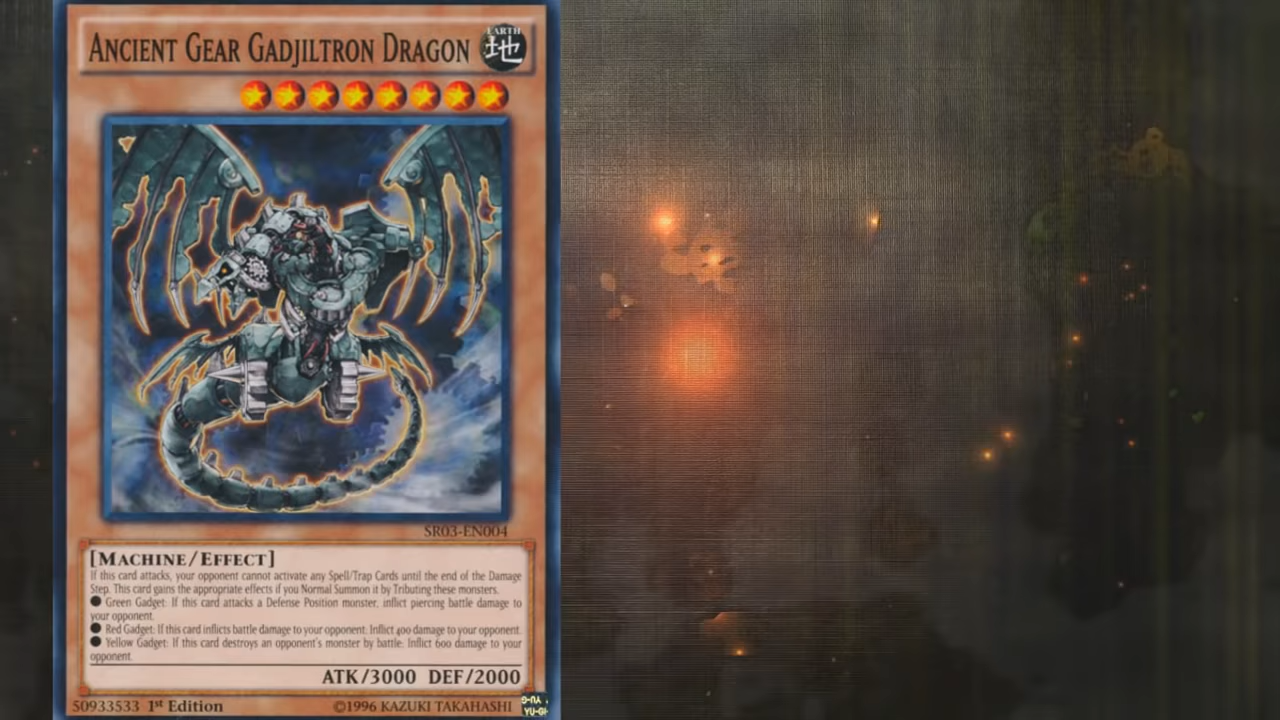 ANCIENT GEAR GADJILTRON DRAGON
EARTH
地
SR03-EN004
[MACHINE/EFFECT]
If this card attacks, your opponent cannot activate any Spell/Trap Cards until the end of the Damage
Step. This card gains the appropriate effects if you Normal Summon it by Tributing these monsters.
● Green Gadget: If this card attacks a Defense Position monster, inflict piercing battle damage to
your opponent.
● Red Gadget: If this card inflicts battle damage to your opponent: Inflict 400 damage to your opponent.
● Yellow Gadget: If this card destroys an opponent's monster by battle: Inflict 600 damage to your
opponent.
ATK/3000 DEF/2000
50933533 1st Edition
©1996 KAZUKI TAKAHASHI